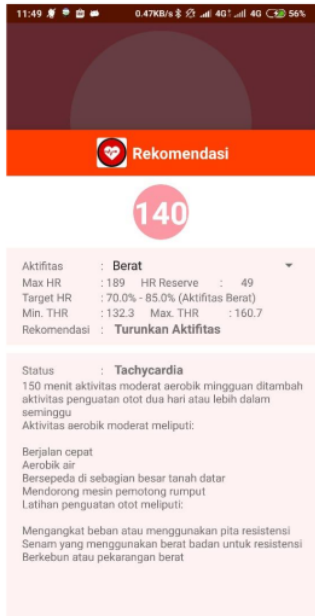 11:49 0.47KB/s 4G 4G 56%
Rekomendasi
140
Aktifitas : Berat
Max HR : 189 HR Reserve : 49
Target HR : 70.0% - 85.0% (Aktifitas Berat)
Min. THR : 132.3 Max. THR : 160.7
Rekomendasi : Turunkan Aktifitas
Status : Tachycardia
150 menit aktivitas moderat aerobik mingguan ditambah
aktivitas penguatan otot dua hari atau lebih dalam
seminggu
Aktivitas aerobik moderat meliputi:
Berjalan cepat
Aerobik air
Bersepeda di sebagian besar tanah datar
Mendorong mesin pemotong rumput
Latihan penguatan otot meliputi:
Mengangkat beban atau menggunakan pita resistensi
Senam yang menggunakan berat badan untuk resistensi
Berkebun atau pekarangan berat